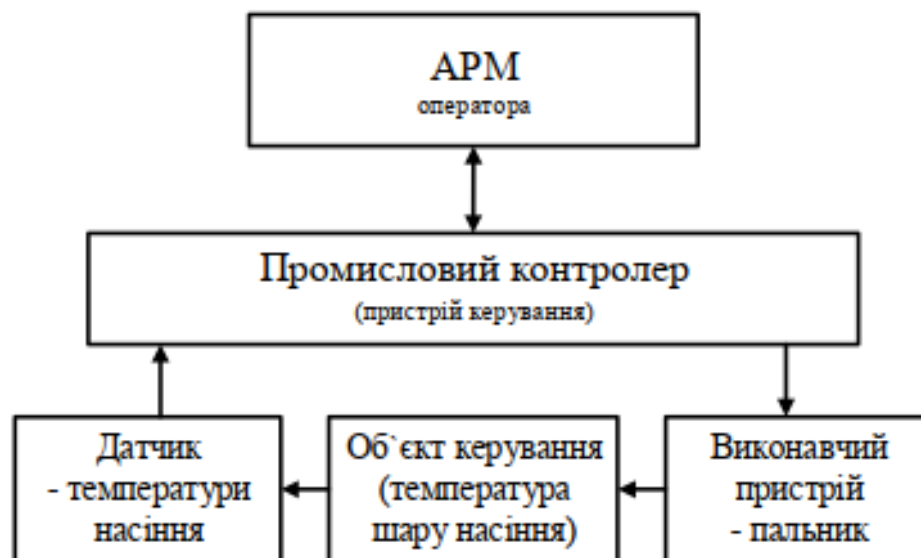 АРМ
оператора
Промисловий контролер
(пристрій керування)
Датчик
- температури
насіння
Об`єкт керування
(температура
шару насіння)
Виконавчий
пристрій
- пальник